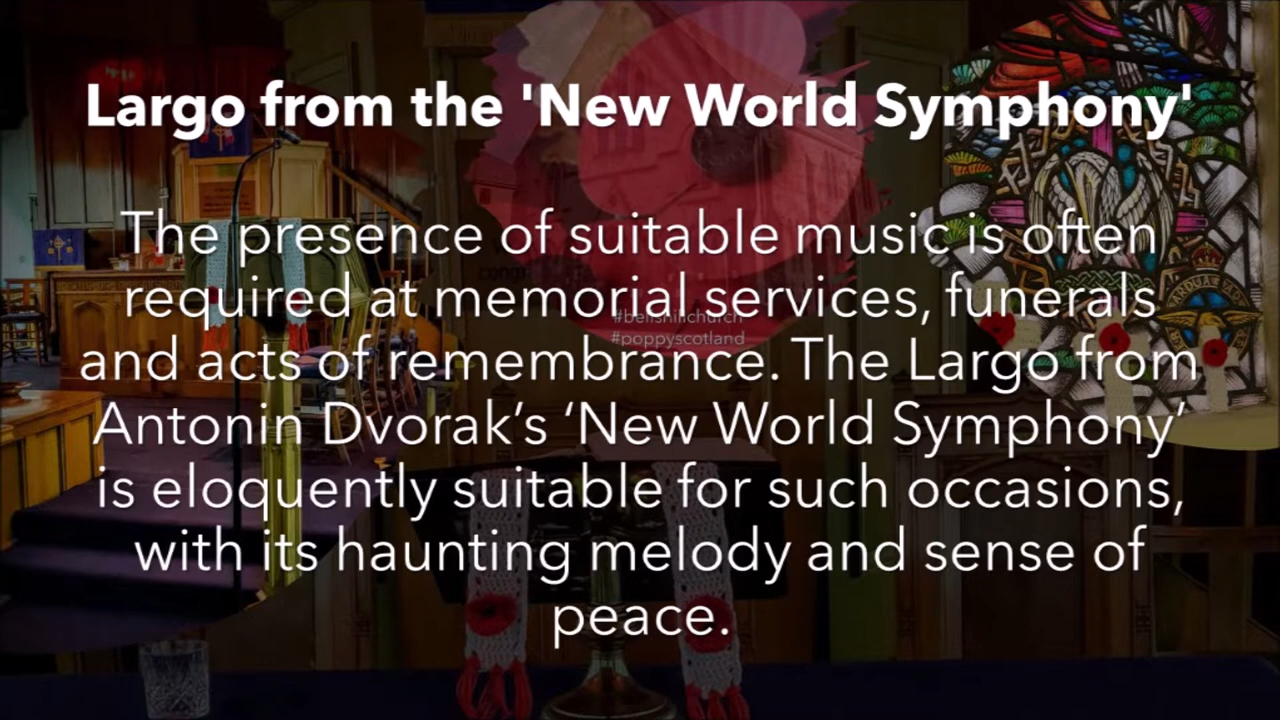 Largo from the 'New World Symphony'
The presence of suitable music is often
required at memorial services, funerals
#bellshillchurch
#poppyscotland
and acts of remembrance. The Largo from
Antonin Dvorak’s ‘New World Symphony’
is eloquently suitable for such occasions,
with its haunting melody and sense of
peace.